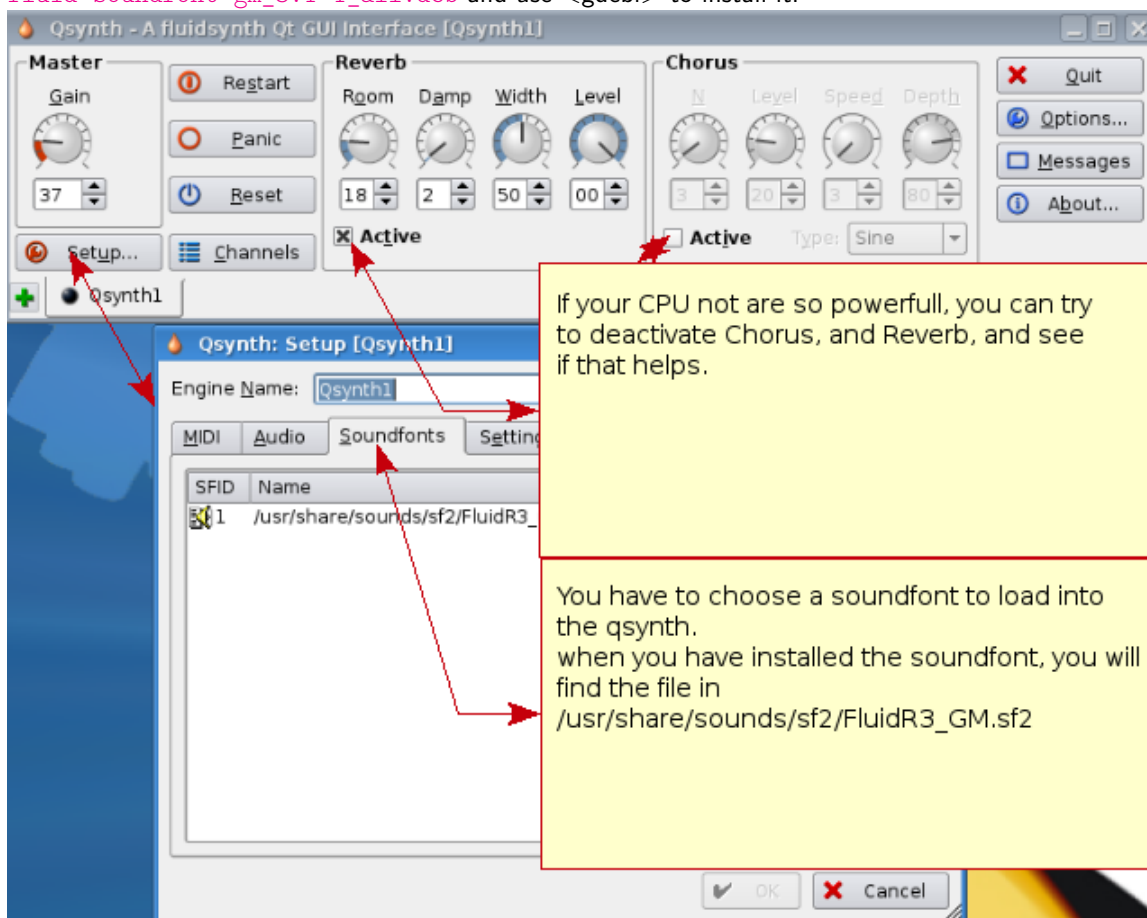 Qsynth - A fluidsynth Qt GUI Interface [Qsynth1]
Master
Gain
37
Setup...
Restart
Panic
Reset
Channels
Reverb
Room Damp Width Level
18 2 50 00
Active
Chorus
N Level Speed Depth
3 20 3 80
Active Type: Sine
Quit
Options...
Messages
About...
Qsynth1
If your CPU not are so powerfull, you can try
to deactivate Chorus, and Reverb, and see
if that helps.
Qsynth: Setup [Qsynth1]
Engine Name: Qsynth1
MIDI Audio Soundfonts Setting
SFID Name
1 /usr/share/sounds/sf2/FluidR3_
You have to choose a soundfont to load into
the qsynth.
when you have installed the soundfont, you will
find the file in
/usr/share/sounds/sf2/FluidR3_GM.sf2
OK Cancel